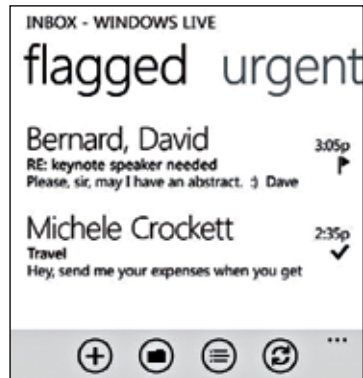 INBOX - WINDOWS LIVE
flagged urgent
Bernard, David 3:05p
RE: keynote speaker needed
Please, sir, may I have an abstract. :) Dave
Michele Crockett 2:35p
Travel
Hey, send me your expenses when you get
...